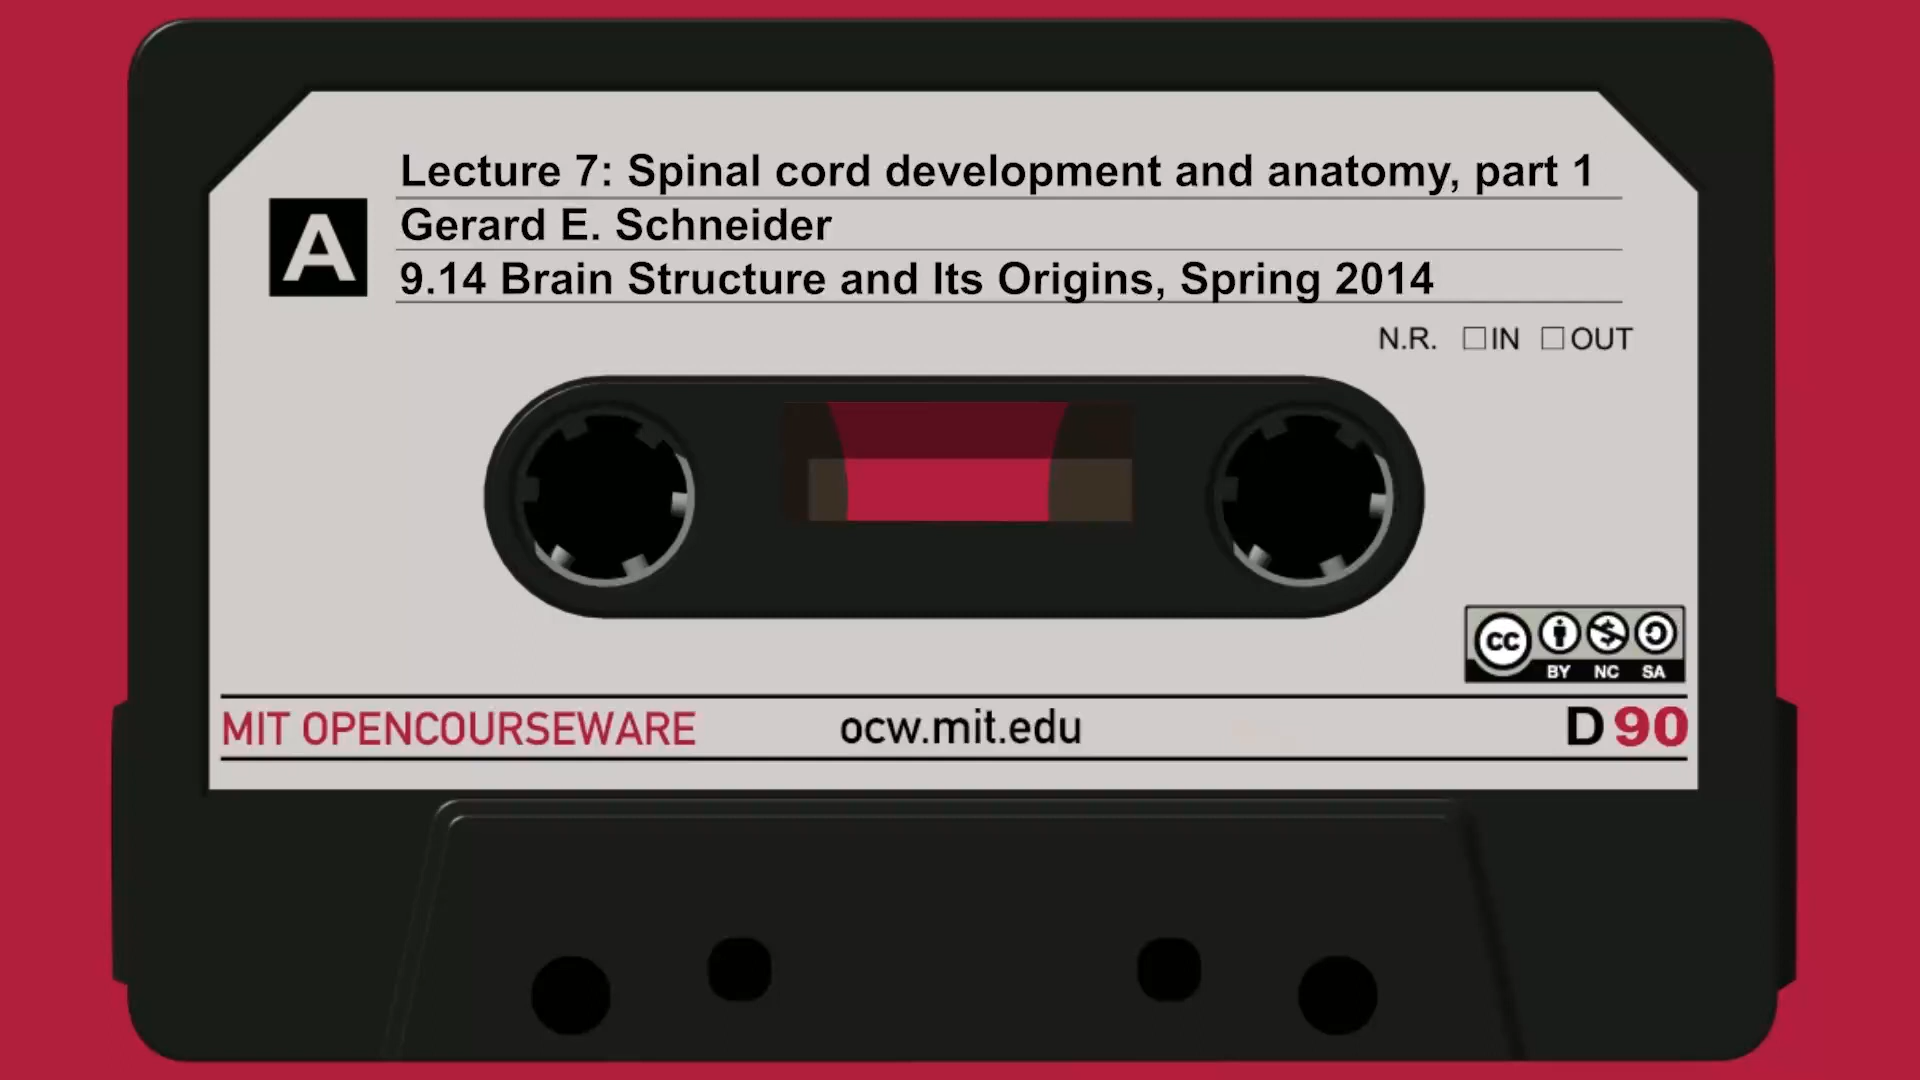 Lecture 7: Spinal cord development and anatomy, part 1
A
Gerard E. Schneider
9.14 Brain Structure and Its Origins, Spring 2014
N.R. IN OUT
cc
BY NC SA
MIT OPENCOURSEWARE ocw.mit.edu D 90